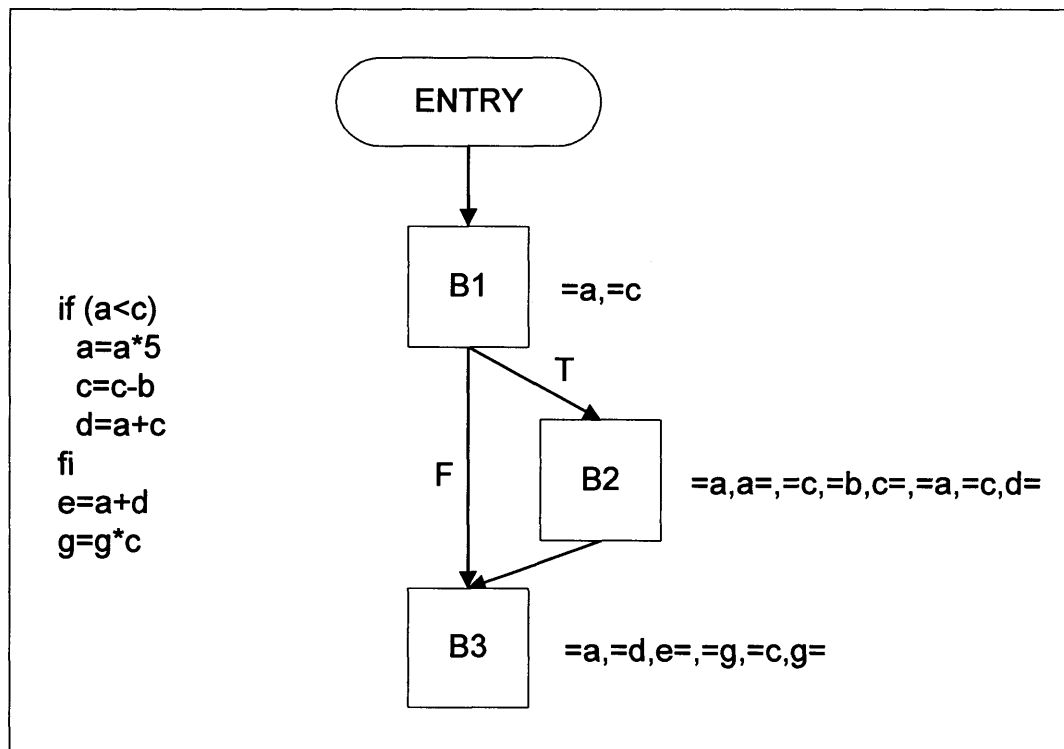 ENTRY
B1
=a,=c
if (a<c)
a=a*5
c=c-b
d=a+c
fi
e=a+d
g=g*c
T
F
B2
=a,a=,=c,=b,c=,=a,=c,d=
B3
=a,=d,e=,=g,=c,g=